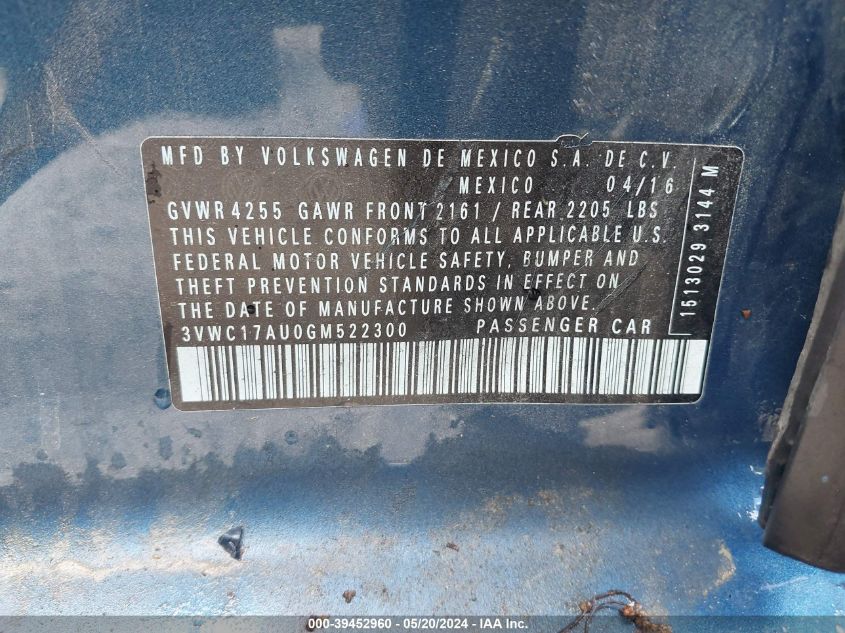 MFD BY VOLKSWAGEN DE MEXICO S.A. DE C.V.
MEXICO 04/16
GVWR 4255 GAWR FRONT 2161 / REAR 2205 LBS
THIS VEHICLE CONFORMS TO ALL APPLICABLE U.S.
FEDERAL MOTOR VEHICLE SAFETY, BUMPER AND
THEFT PREVENTION STANDARDS IN EFFECT ON
THE DATE OF MANUFACTURE SHOWN ABOVE.
3VWC17AU0GM522300 PASSENGER CAR
1513029 3144 M
000-39452960 - 05/20/2024 - IAA Inc.